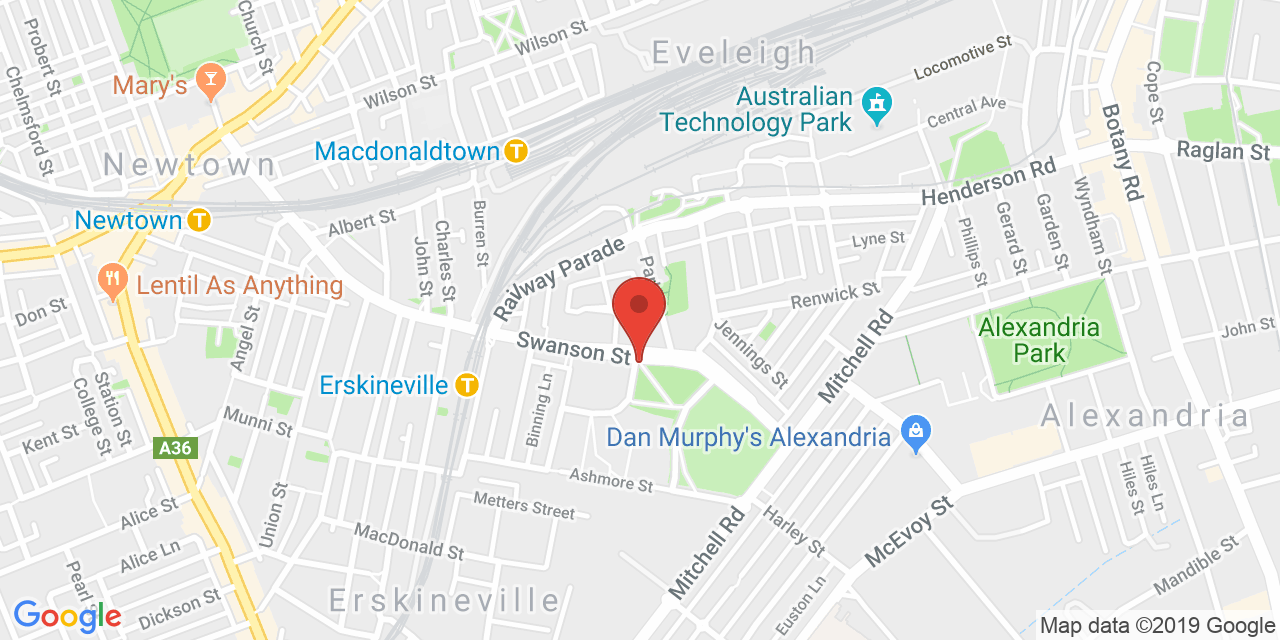 Probert St
Church St
Wilson St
Eveleigh
Locomotive St
Mary's
Chelmsford St
Wilson St
Australian
Technology Park
Central Ave
Cope St
Botany Rd
Newtown
Macdonaldtown T
Raglan St
Henderson Rd
Newtown T
Albert St
Burren St
Charles St
John St
Railway Parade
Lyne St
Phillips St
Gerard St
Garden St
Wyndham St
Lentil As Anything
Don St
Angel St
Renwick St
Jennings St
Mitchell Rd
Alexandria
Park
John St
Swanson St
Erskineville T
Binning Ln
Station St
College St
Munni St
Kent St
A36
Dan Murphy's Alexandria
Alexandria
Ashmore St
Metters Street
Hiles St
Hiles Ln
Alice St
Union St
MacDonald St
Mitchell Rd
Harley St
McEvoy St
Alice Ln
Pearl St
Dickson St
Erskineville
Euston Ln
Mandible St
Google
Map data ©2019 Google